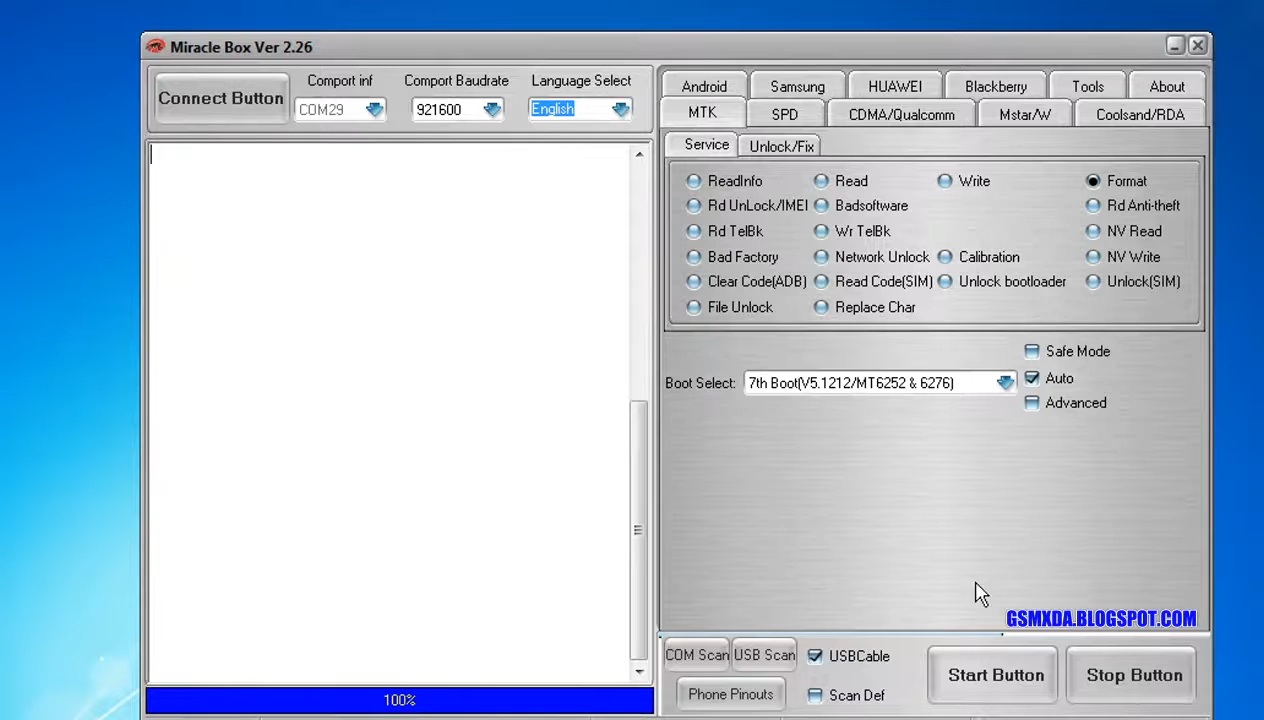 Miracle Box Ver 2.26
Connect Button
Comport inf
Comport Baudrate
Language Select
COM29
921600
English
Android
Samsung
HUAWEI
Blackberry
Tools
About
MTK
SPD
CDMA/Qualcomm
Mstar/W
Coolsand/RDA
Service
Unlock/Fix
ReadInfo
Read
Write
Format
Rd UnLock/IMEI
Badsoftware
Rd Anti-theft
Rd TelBk
Wr TelBk
NV Read
Bad Factory
Network Unlock
Calibration
NV Write
Clear Code(ADB)
Read Code(SIM)
Unlock bootloader
Unlock(SIM)
File Unlock
Replace Char
Safe Mode
Boot Select:
7th Boot(V5.1212/MT6252 & 6276)
Auto
Advanced
GSMXDA.BLOGSPOT.COM
COM Scan
USB Scan
USBCable
Start Button
Stop Button
Phone Pinouts
Scan Def
100%